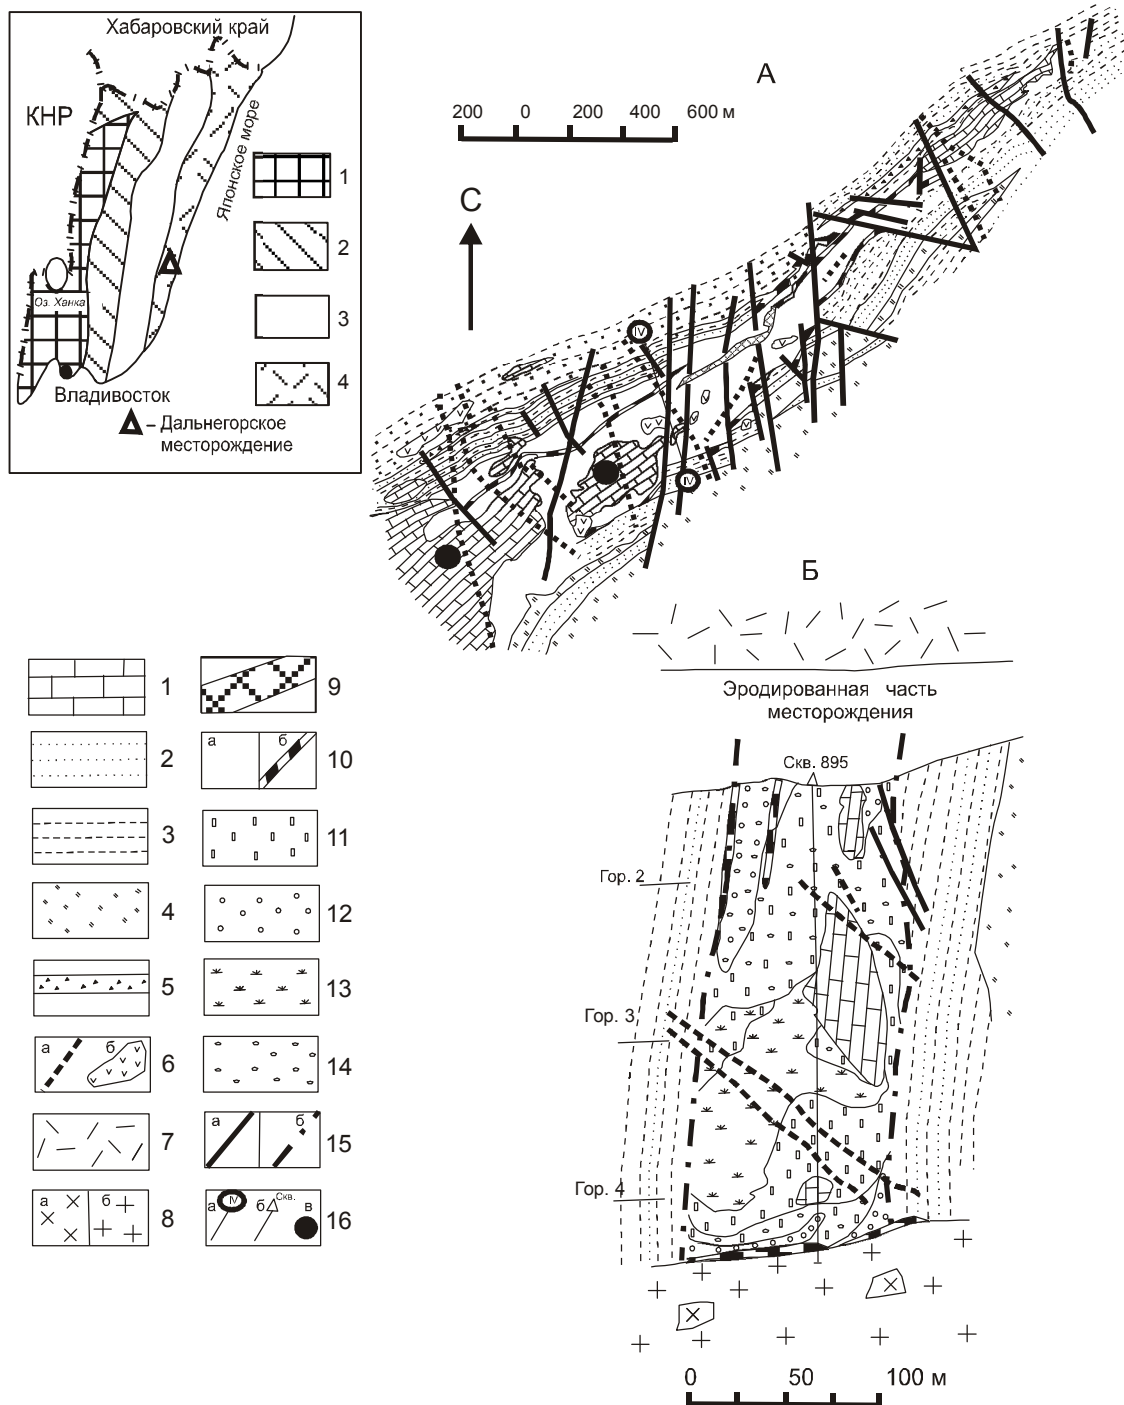 Хабаровский край
КНР
Японское море
1
2
3
4
Оз. Ханка
Владивосток
– Дальнегорское
месторождение
А
200 0 200 400 600 м
С
IV
IV
Б
Эродированная часть
месторождения
Скв. 895
Гор. 2
Гор. 3
Гор. 4
0 50 100 м
1
2
3
4
5
а б 6
7
а б 8
9
а б 10
11
12
13
14
а б 15
а IV б Скв. в 16